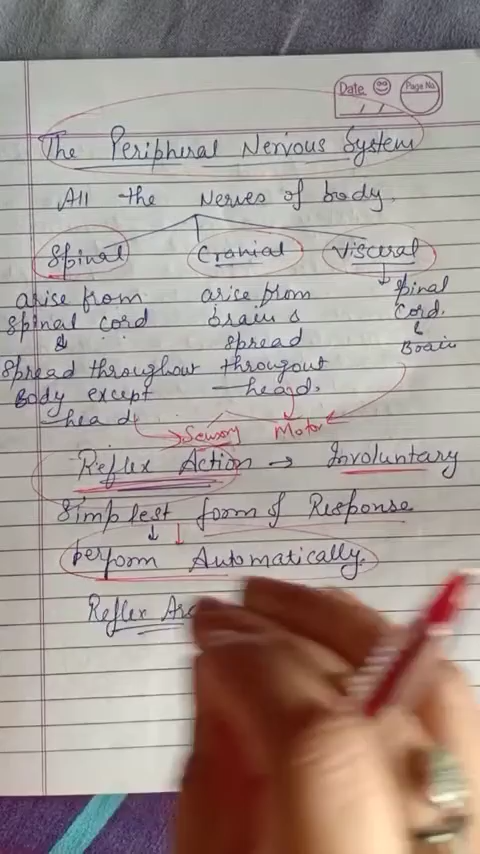 Date
Page No.
The Peripheral Nervous System
All the Nerves of body.
Spinal
arise from
spinal cord
&
Spread throughout
Body except
head
Cranial
arise from
brain &
spread
througout
head.
Visceral
Spinal
Cord.
&
Brain
Sensory
Motor
Reflex Action → Involuntary
Simplest form of Response
perform Automatically.
Reflex